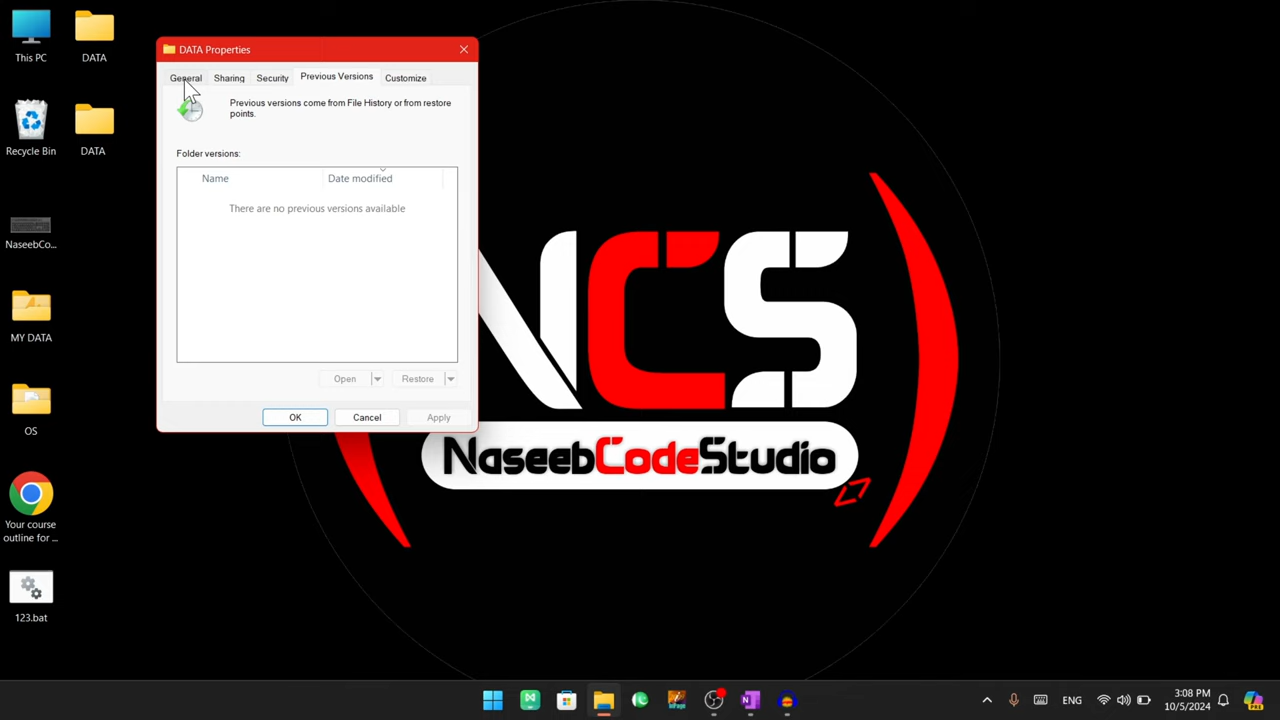 This PC
DATA
Recycle Bin
DATA
NaseebCo...
MY DATA
OS
Your course
outline for ...
123.bat
DATA Properties
General Sharing Security Previous Versions Customize
Previous versions come from File History or from restore
points.
Folder versions:
Name Date modified
There are no previous versions available
Open Restore
OK Cancel Apply
NCS
NaseebCodeStudio
ENG
3:08 PM
10/5/2024